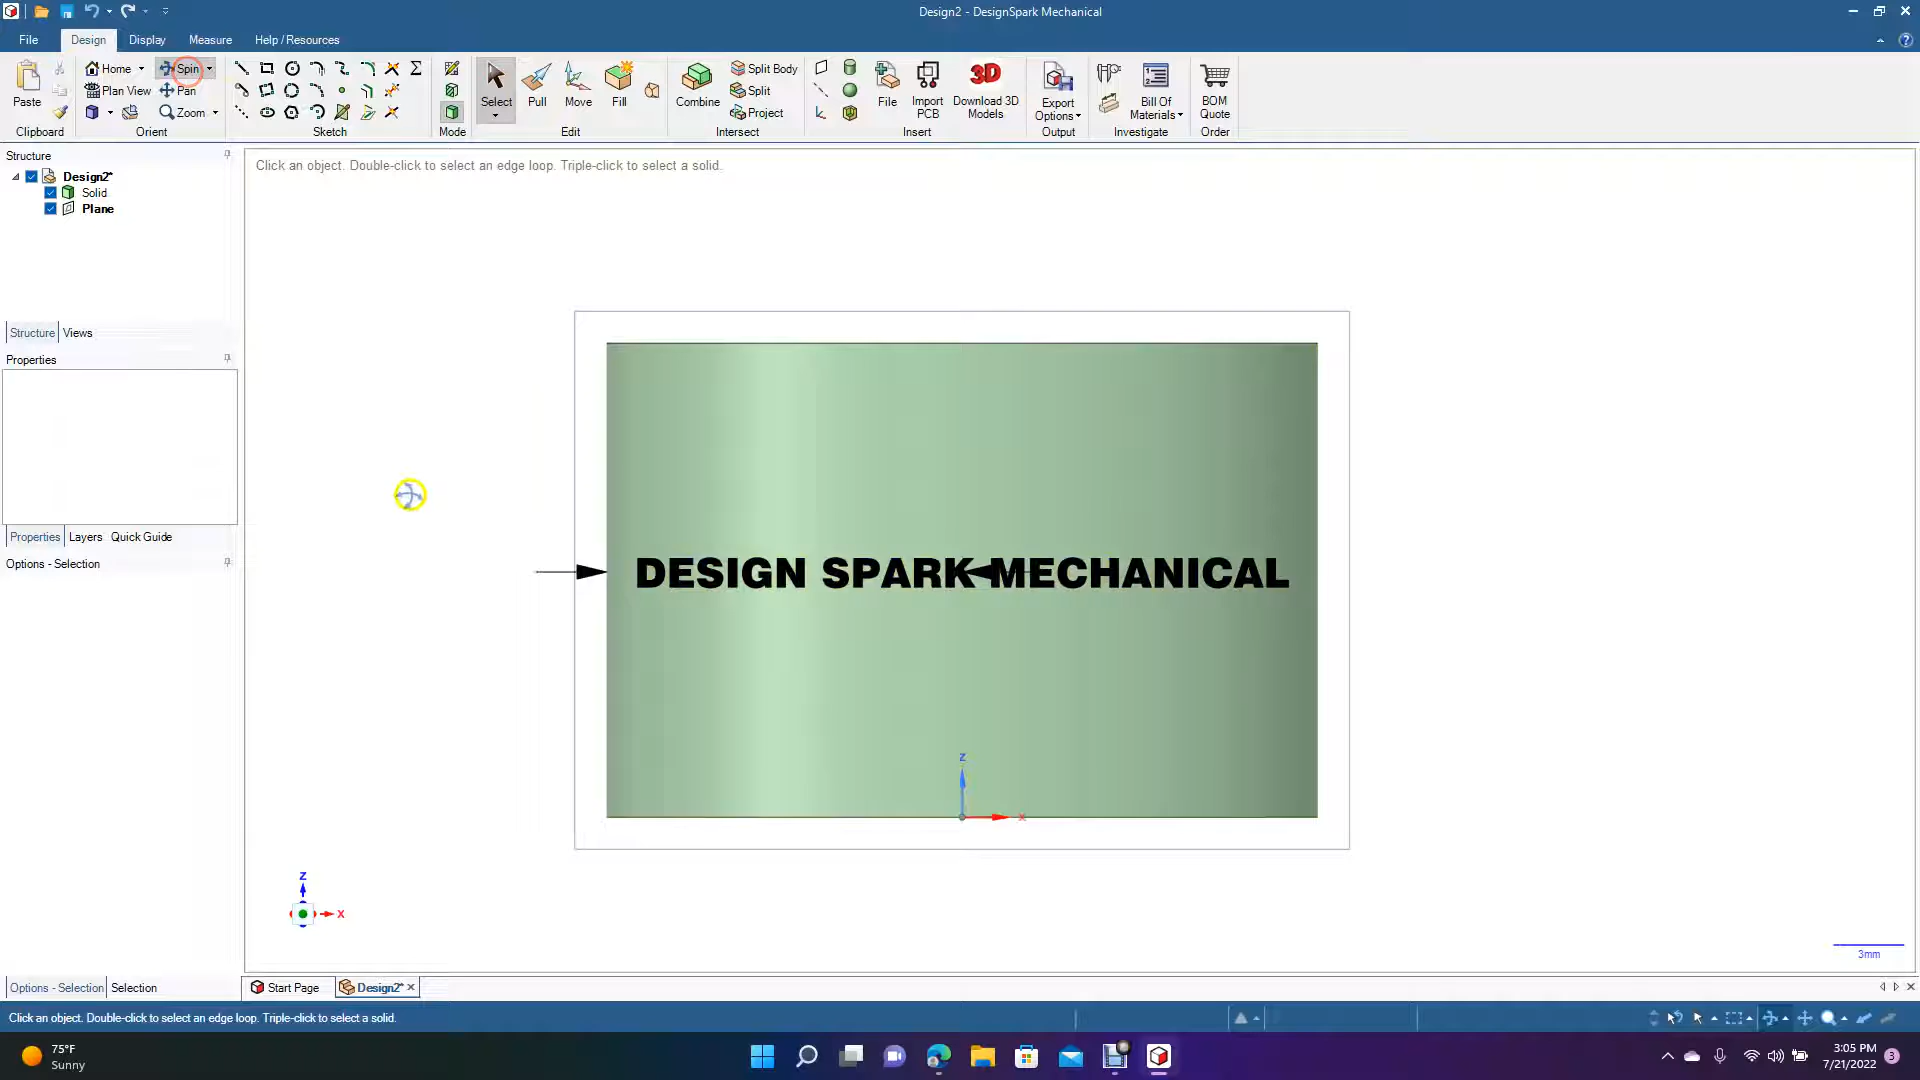 Design2 - DesignSpark Mechanical
File Design Display Measure Help / Resources
Paste
Clipboard
Home Spin
Plan View Pan
Zoom
Orient
Sketch
Mode
Select Pull Move Fill
Edit
Combine
Split Body
Split
Project
Intersect
File
Import PCB
Download 3D Models
Insert
Export Options
Output
Bill Of Materials
Investigate
BOM Quote
Order
Structure
Design2*
Solid
Plane
Structure Views
Properties
Properties Layers Quick Guide
Options - Selection
Click an object. Double-click to select an edge loop. Triple-click to select a solid.
DESIGN SPARK MECHANICAL
Z
X
Z
X
3mm
Options - Selection Selection
Start Page Design2*
Click an object. Double-click to select an edge loop. Triple-click to select a solid.
75°F
Sunny
3:05 PM
7/21/2022
3